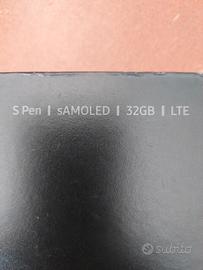 S Pen | sAMOLED | 32GB | LTE
subito